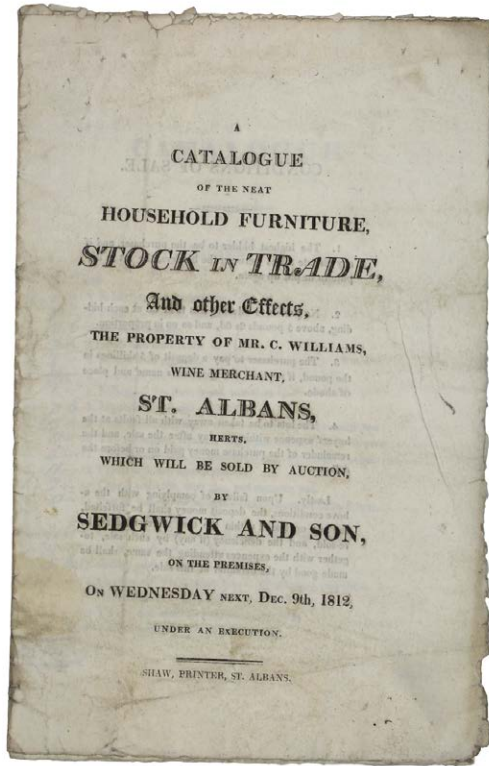 A
CATALOGUE
OF THE NEAT
HOUSEHOLD FURNITURE,
STOCK IN TRADE,
And other Effects,
THE PROPERTY OF MR. C. WILLIAMS,
WINE MERCHANT,
ST. ALBANS,
HERTS,
WHICH WILL BE SOLD BY AUCTION,
BY
SEDGWICK AND SON,
ON THE PREMISES,
ON WEDNESDAY NEXT, DEC. 9th, 1812,
UNDER AN EXECUTION.
SHAW, PRINTER, ST. ALBANS.